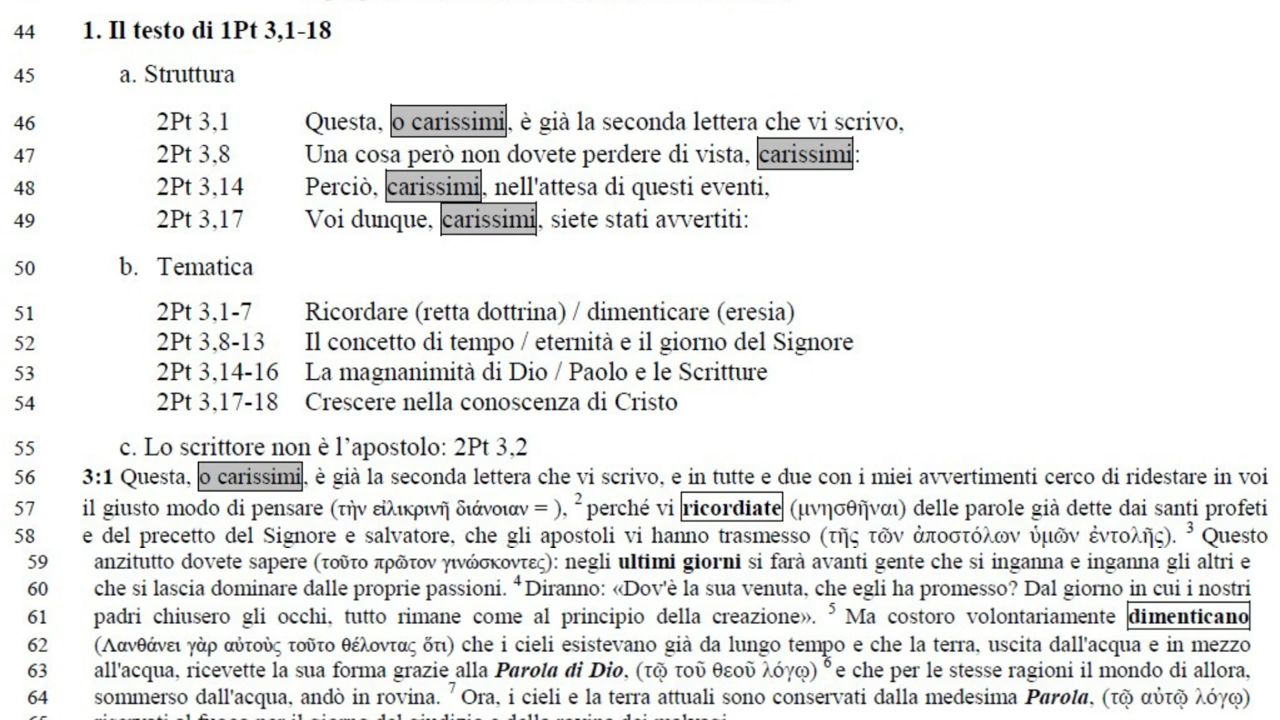 44 1. Il testo di 1Pt 3,1-18
45 a. Struttura
46 2Pt 3,1 Questa, o carissimi, è già la seconda lettera che vi scrivo,
47 2Pt 3,8 Una cosa però non dovete perdere di vista, carissimi:
48 2Pt 3,14 Perciò, carissimi, nell'attesa di questi eventi,
49 2Pt 3,17 Voi dunque, carissimi, siete stati avvertiti:
50 b. Tematica
51 2Pt 3,1-7 Ricordare (retta dottrina) / dimenticare (eresia)
52 2Pt 3,8-13 Il concetto di tempo / eternità e il giorno del Signore
53 2Pt 3,14-16 La magnanimità di Dio / Paolo e le Scritture
54 2Pt 3,17-18 Crescere nella conoscenza di Cristo
55 c. Lo scrittore non è l’apostolo: 2Pt 3,2
56 3:1 Questa, o carissimi, è già la seconda lettera che vi scrivo, e in tutte e due con i miei avvertimenti cerco di ridestare in voi
57 il giusto modo di pensare (τὴν εἰλικρινῆ διάνοιαν = ), 2 perché vi ricordiate (μνησθῆναι) delle parole già dette dai santi profeti
58 e del precetto del Signore e salvatore, che gli apostoli vi hanno trasmesso (τῆς τῶν ἀποστόλων ὑμῶν ἐντολῆς). 3 Questo
59 anzitutto dovete sapere (τοῦτο πρῶτον γινώσκοντες): negli ultimi giorni si farà avanti gente che si inganna e inganna gli altri e
60 che si lascia dominare dalle proprie passioni. 4 Diranno: «Dov'è la sua venuta, che egli ha promesso? Dal giorno in cui i nostri
61 padri chiusero gli occhi, tutto rimane come al principio della creazione». 5 Ma costoro volontariamente dimenticano
62 (Λανθάνει γὰρ αὐτοὺς τοῦτο θέλοντας ὅτι) che i cieli esistevano già da lungo tempo e che la terra, uscita dall'acqua e in mezzo
63 all'acqua, ricevette la sua forma grazie alla Parola di Dio, (τῷ τοῦ θεοῦ λόγῳ) 6 e che per le stesse ragioni il mondo di allora,
64 sommerso dall'acqua, andò in rovina. 7 Ora, i cieli e la terra attuali sono conservati dalla medesima Parola, (τῷ αὐτῷ λόγῳ)